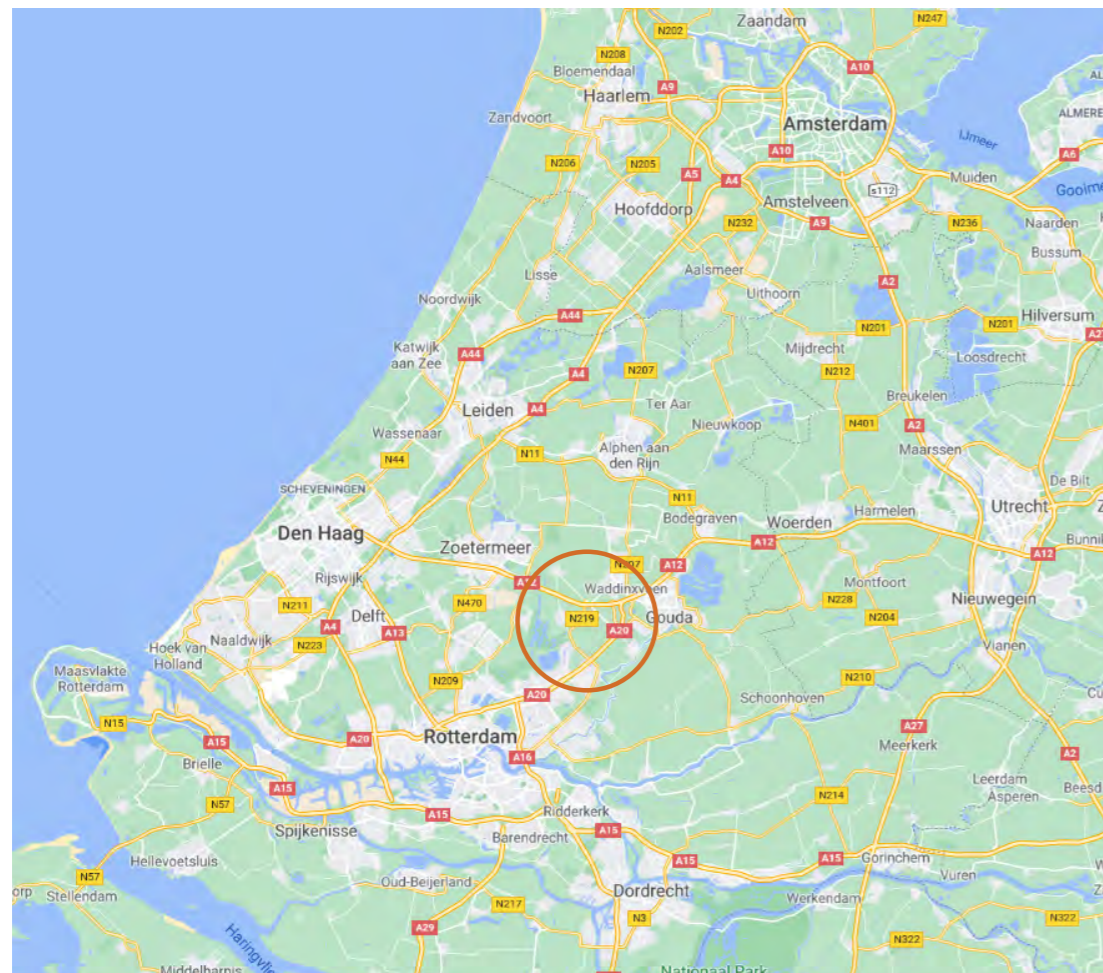 N202
Zaandam
N247
N208
Bloemendaal
A9
A10
Haarlem
Zandvoort
Amsterdam
ALMERE
IJmeer
A10
A6
N206
N205
A5
A4
s112
Muiden
Hoofddorp
Amstelveen
N232
A9
N236
Naarden
Bussum
Lisse
Aalsmeer
A2
Uithoorn
Noordwijk
A44
N201
N201
Hilversum
Katwijk
aan Zee
A44
Mijdrecht
Loosdrecht
A4
N207
N212
Leiden
A4
Ter Aar
Breukelen
Nieuwkoop
N401
A2
Wassenaar
N44
N11
Alphen aan
den Rijn
Maarssen
De Bilt
SCHEVENINGEN
N11
Utrecht
Den Haag
Bodegraven
Woerden
Harmelen
Zoetermeer
A12
A12
Bunnik
N207
A12
Rijswijk
A12
Waddinxveen
Montfoort
N211
N470
N228
Nieuwegein
Delft
N219
Gouda
N204
A4
A13
A20
Naaldwijk
N223
Hoek van
Holland
Vianen
Maasvlakte
Rotterdam
N209
N210
A20
Schoonhoven
N15
A15
A20
Rotterdam
A27
Meerkerk
A2
A16
Brielle
A15
Leerdam
Asperen
Beesd
N57
N214
A15
Ridderkerk
Spijkenisse
A15
Barendrecht
Hellevoetsluis
A15
A15
Gorinchem
N57
Oud-Beijerland
Vuren
Stellendam
Dordrecht
Werkendam
N217
N3
N322
A29
N322
Haringvlie
Middelharnis
Nationaal Park